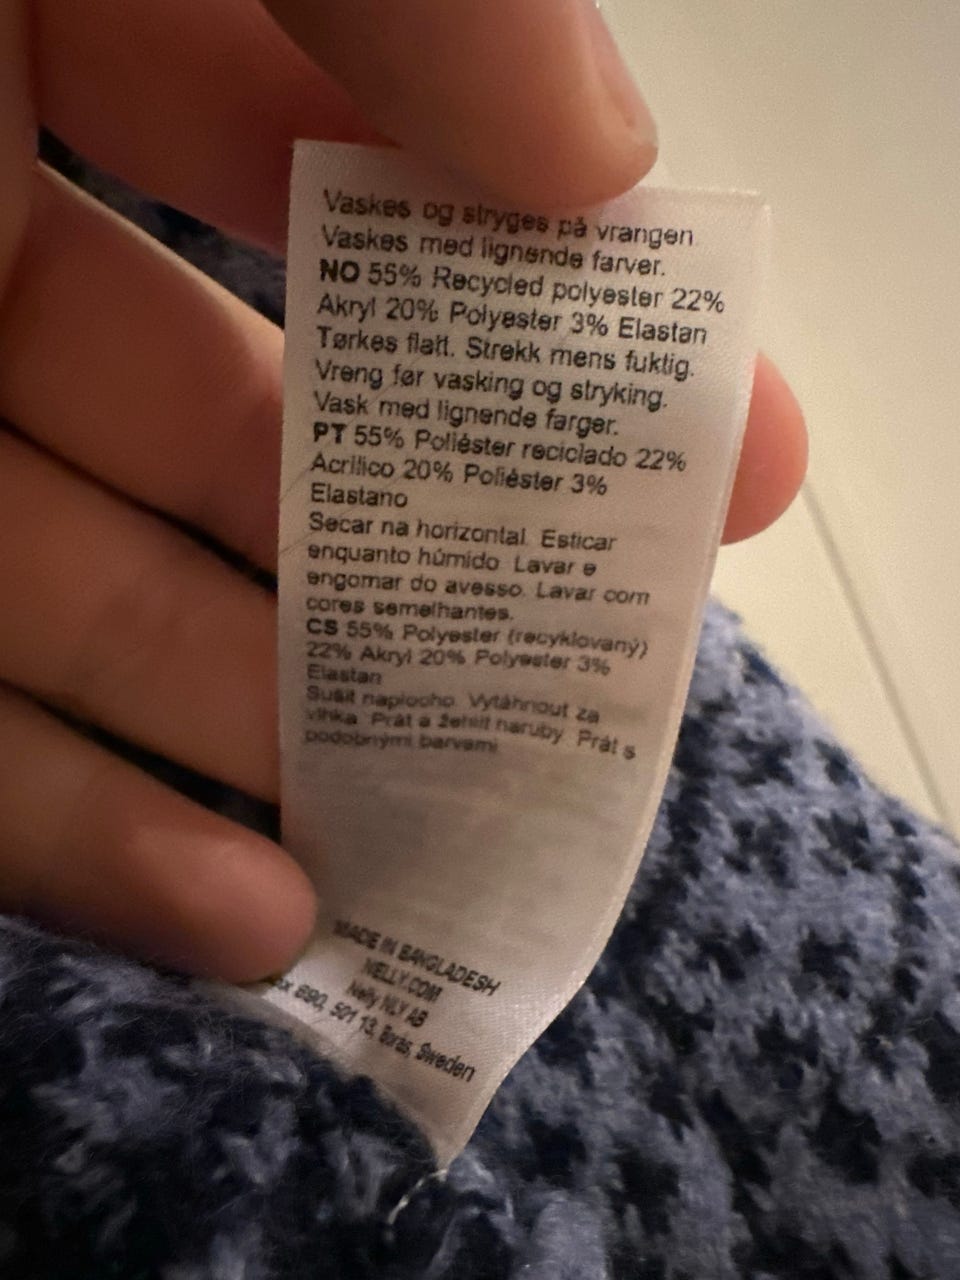 Vaskes og stryges på vrangen.
Vaskes med lignende farver.
NO 55% Recycled polyester 22%
Akryl 20% Polyester 3% Elastan
Tørkes flatt. Strekk mens fuktig.
Vreng før vasking og stryking.
Vask med lignende farger.
PT 55% Poliéster reciclado 22%
Acrílico 20% Poliéster 3%
Elastano
Secar na horizontal. Esticar
enquanto húmido. Lavar e
engomar do avesso. Lavar com
cores semelhantes.
CS 55% Polyester (recyklovaný)
22% Akryl 20% Polyester 3%
Elastan
Sušit naplocho. Vytáhnout za
vlhka. Prát a žehlit naruby. Prát s
podobnými barvami
MADE IN BANGLADESH
NELLY.COM
Nelly NLY AB
690, 501 13, Borås, Sweden